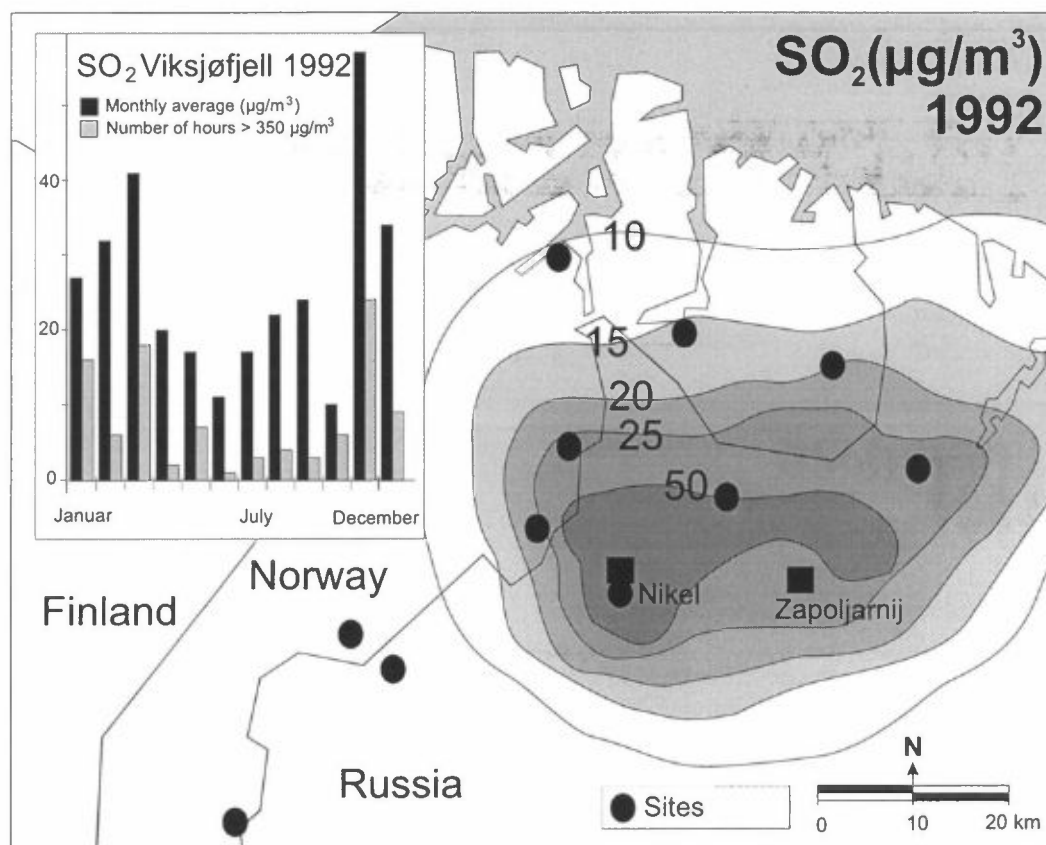 SO₂ Viksjøfjell 1992
Monthly average (µg/m³)
Number of hours > 350 µg/m³
40
20
0
Januar
July
December
SO₂(µg/m³)
1992
10
15
20
25
50
Nikel
Zapoljarnij
Norway
Finland
Russia
Sites
N
0 10 20 km